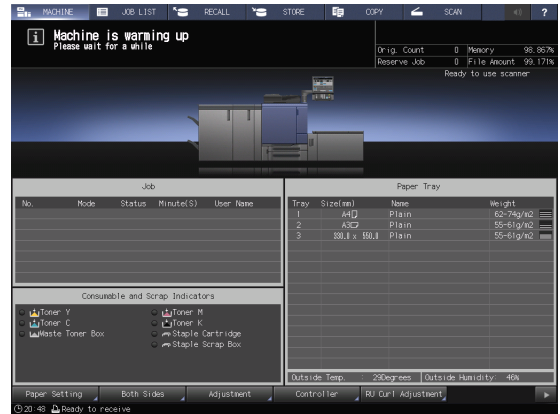 MACHINE JOB LIST RECALL STORE COPY SCAN ?
Machine is warming up
Please wait for a while
Orig. Count 0 Memory 98.867%
Reserve Job 0 File Amount 99.171%
Ready to use scanner
Job
No. Mode Status Minute(S) User Name
Paper Tray
Tray Size(mm) Name Weight
1 A4 Plain 62-74g/m2
2 A3 Plain 55-61g/m2
3 330.0 x 550.0 Plain 55-61g/m2
Consumable and Scrap Indicators
Toner Y Toner M
Toner C Toner K
Waste Toner Box Staple Cartridge
Staple Scrap Box
Outside Temp. : 29Degrees Outside Humidity: 46%
Paper Setting Both Sides Adjustment Controller RU Curl Adjustment
20:48 Ready to receive